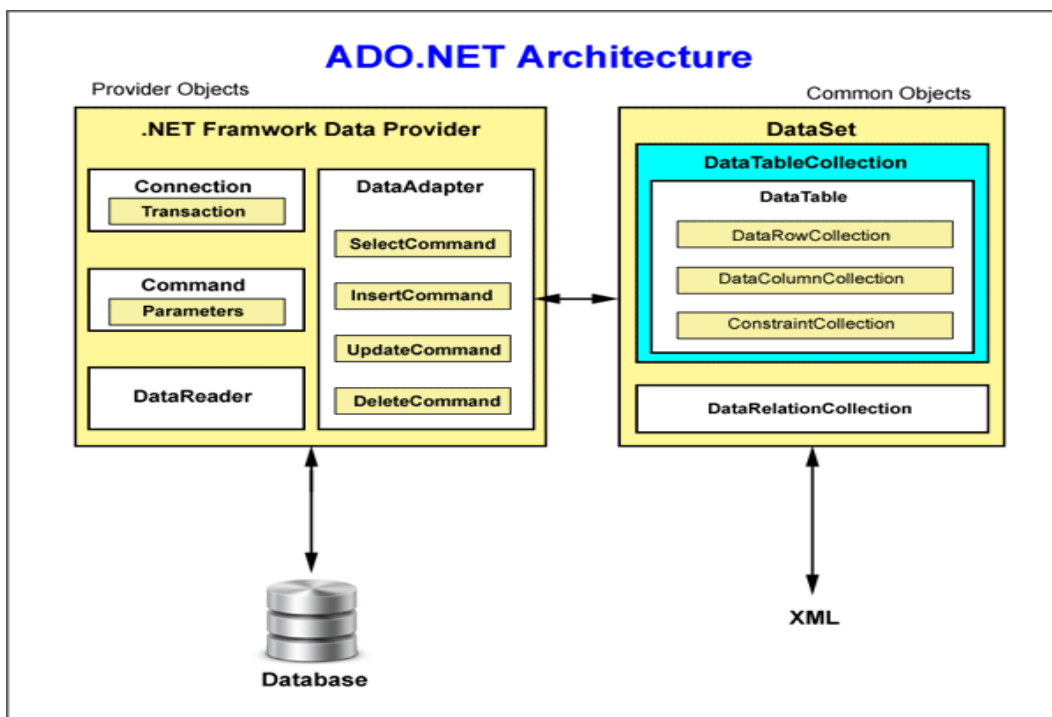 ADO.NET Architecture
Provider Objects
.NET Framwork Data Provider
Connection
Transaction
Command
Parameters
DataReader
DataAdapter
SelectCommand
InsertCommand
UpdateCommand
DeleteCommand
Database
Common Objects
DataSet
DataTableCollection
DataTable
DataRowCollection
DataColumnCollection
ConstraintCollection
DataRelationCollection
XML